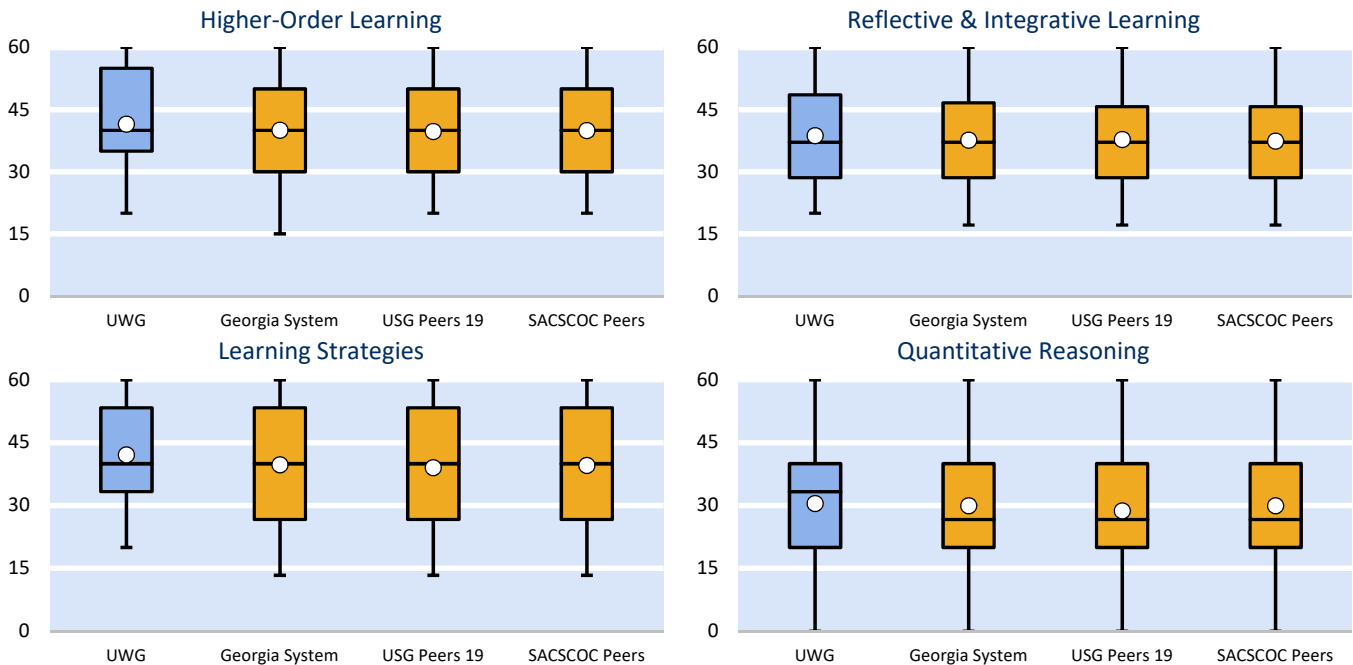 Higher-Order Learning
60
45
30
15
0
UWG Georgia System USG Peers 19 SACSCOC Peers
Reflective & Integrative Learning
60
45
30
15
0
UWG Georgia System USG Peers 19 SACSCOC Peers
Learning Strategies
60
45
30
15
0
UWG Georgia System USG Peers 19 SACSCOC Peers
Quantitative Reasoning
60
45
30
15
0
UWG Georgia System USG Peers 19 SACSCOC Peers